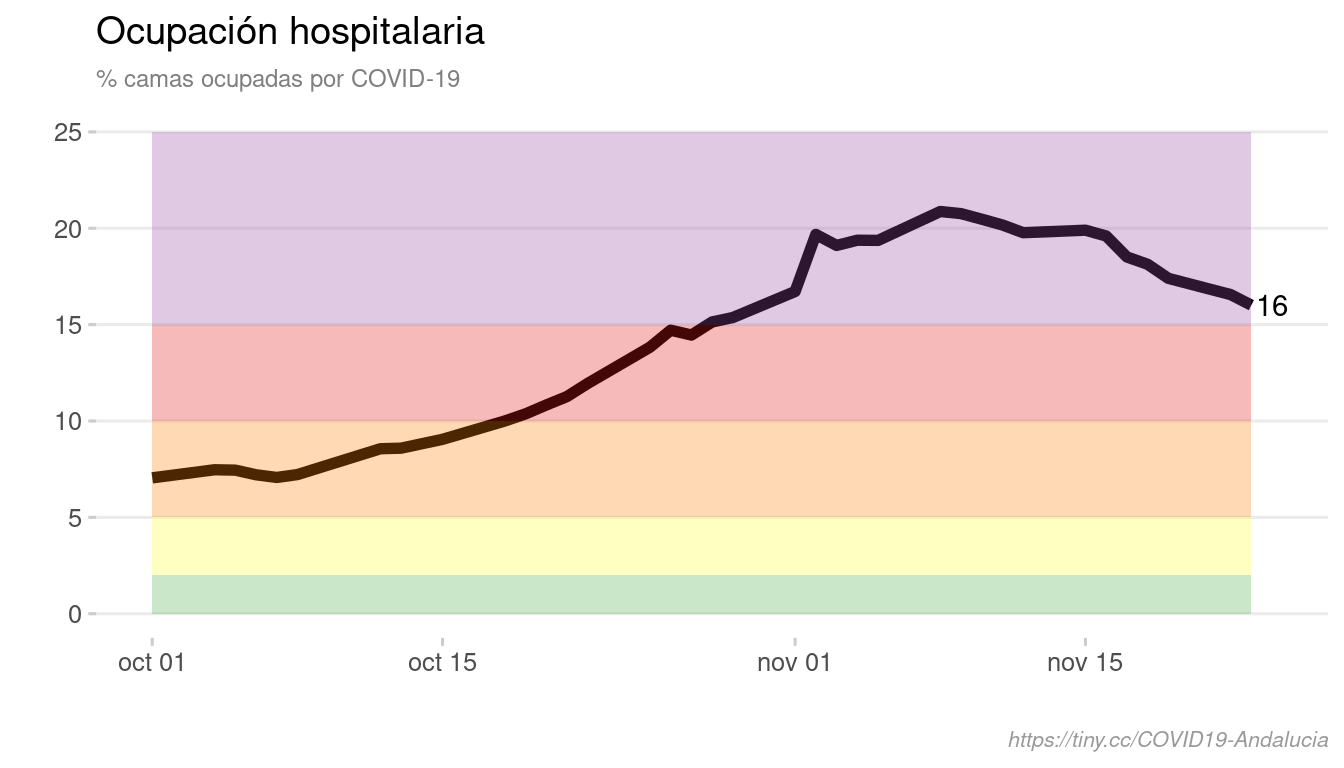 Ocupación hospitalaria
% camas ocupadas por COVID-19
25
20
15
10
5
0
16
oct 01
oct 15
nov 01
nov 15
https://tiny.cc/COVID19-Andalucia